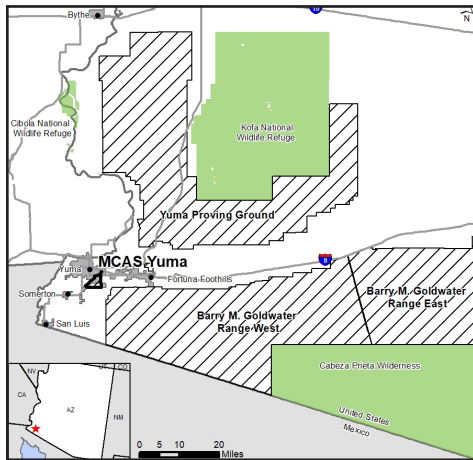 10
N
Blythe
Cibola National
Wildlife Refuge
Kofa National
Wildlife Refuge
Yuma Proving Ground
MCAS Yuma
8
Yuma
Fortuna Foothills
Somerton
Barry M. Goldwater
Range East
Barry M. Goldwater
Range West
San Luis
Cabeza Prieta Wilderness
NV
UT
CO
CA
AZ
NM
United States
Mexico
0
5
10
20
Miles